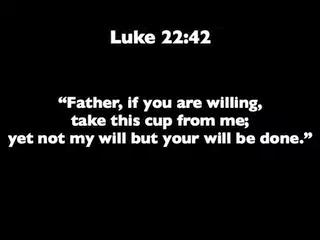 Luke 22:42
“Father, if you are willing,
take this cup from me;
yet not my will but your will be done.”